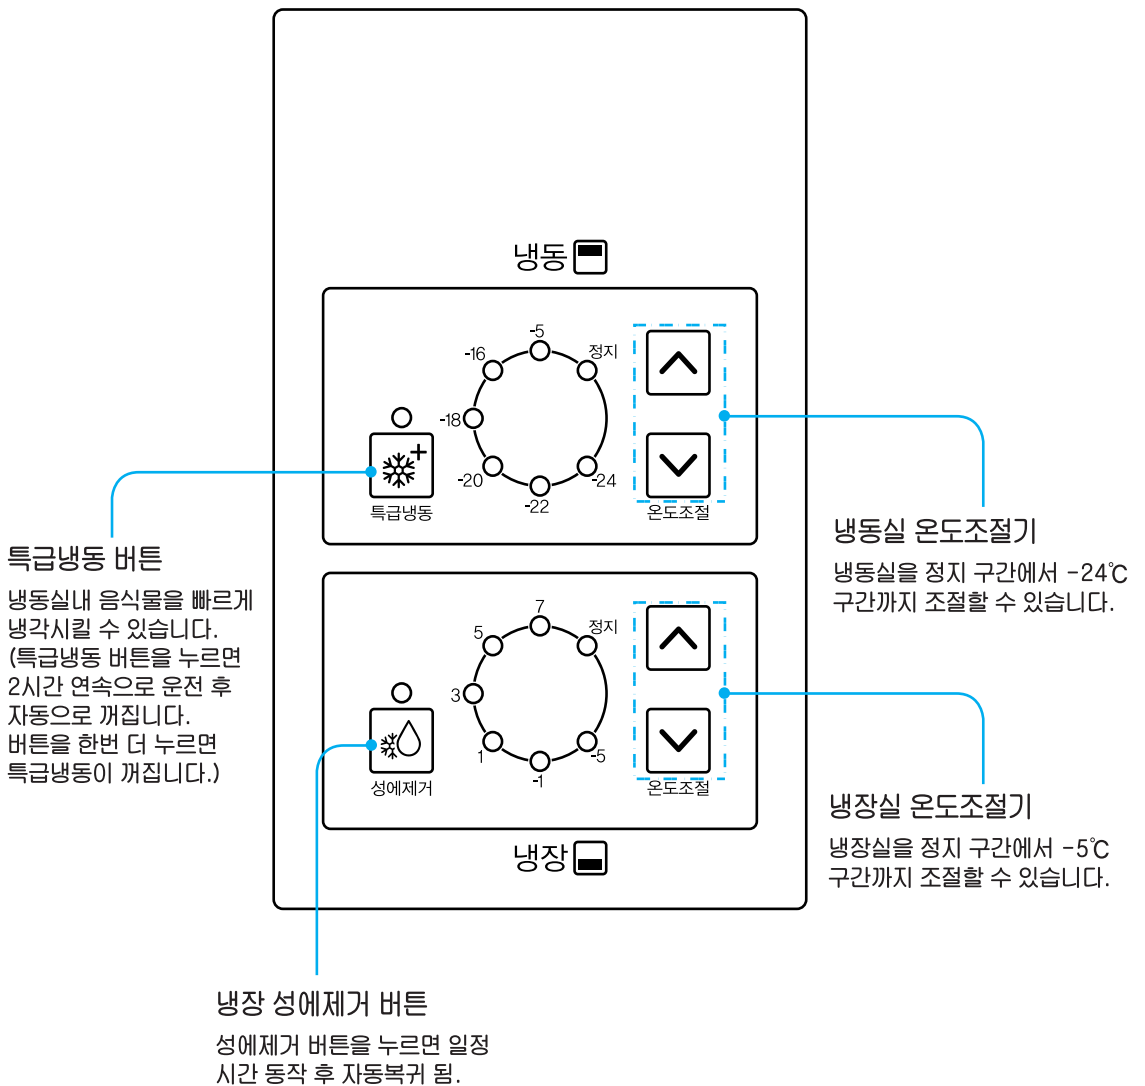 냉동
-5
정지
-16
-18
-20
-22
-24
특급냉동
온도조절
특급냉동 버튼
냉동실내 음식물을 빠르게
냉각시킬 수 있습니다.
(특급냉동 버튼을 누르면
2시간 연속으로 운전 후
자동으로 꺼집니다.
버튼을 한번 더 누르면
특급냉동이 꺼집니다.)
냉동실 온도조절기
냉동실을 정지 구간에서 -24℃
구간까지 조절할 수 있습니다.
7
정지
5
3
1
-1
-5
성에제거
온도조절
냉장
냉장실 온도조절기
냉장실을 정지 구간에서 -5℃
구간까지 조절할 수 있습니다.
냉장 성에제거 버튼
성에제거 버튼을 누르면 일정
시간 동작 후 자동복귀 됨.